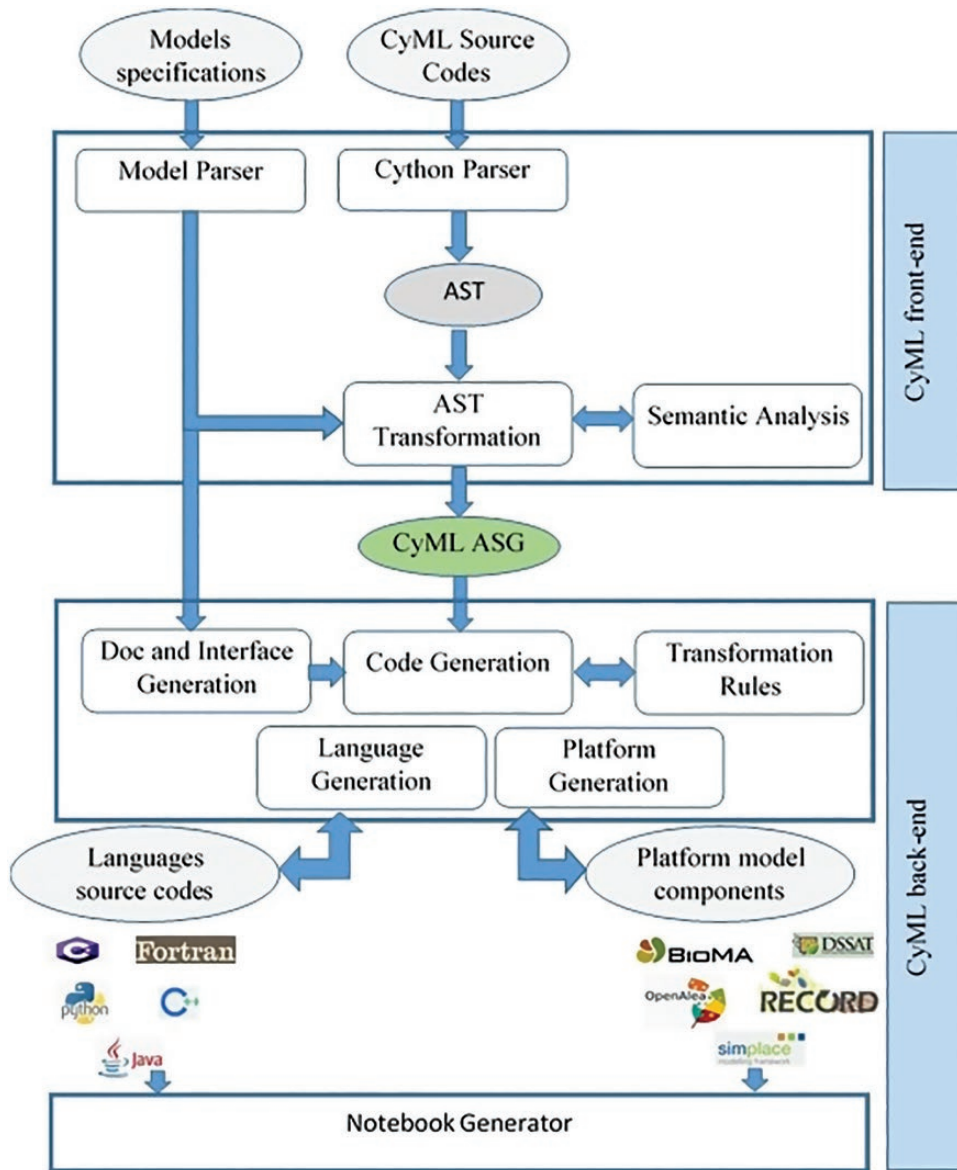 Models
specifications
CyML Source
Codes
Model Parser
Cython Parser
AST
AST
Transformation
Semantic Analysis
CyML front-end
CyML ASG
Doc and Interface
Generation
Code Generation
Transformation
Rules
Language
Generation
Platform
Generation
Languages
source codes
Platform model
components
CyML back-end
C
Fortran
BIOMA
DSSAT
python
C++
OpenAlea
RECORD
Java
simplace
modelling framework
Notebook Generator